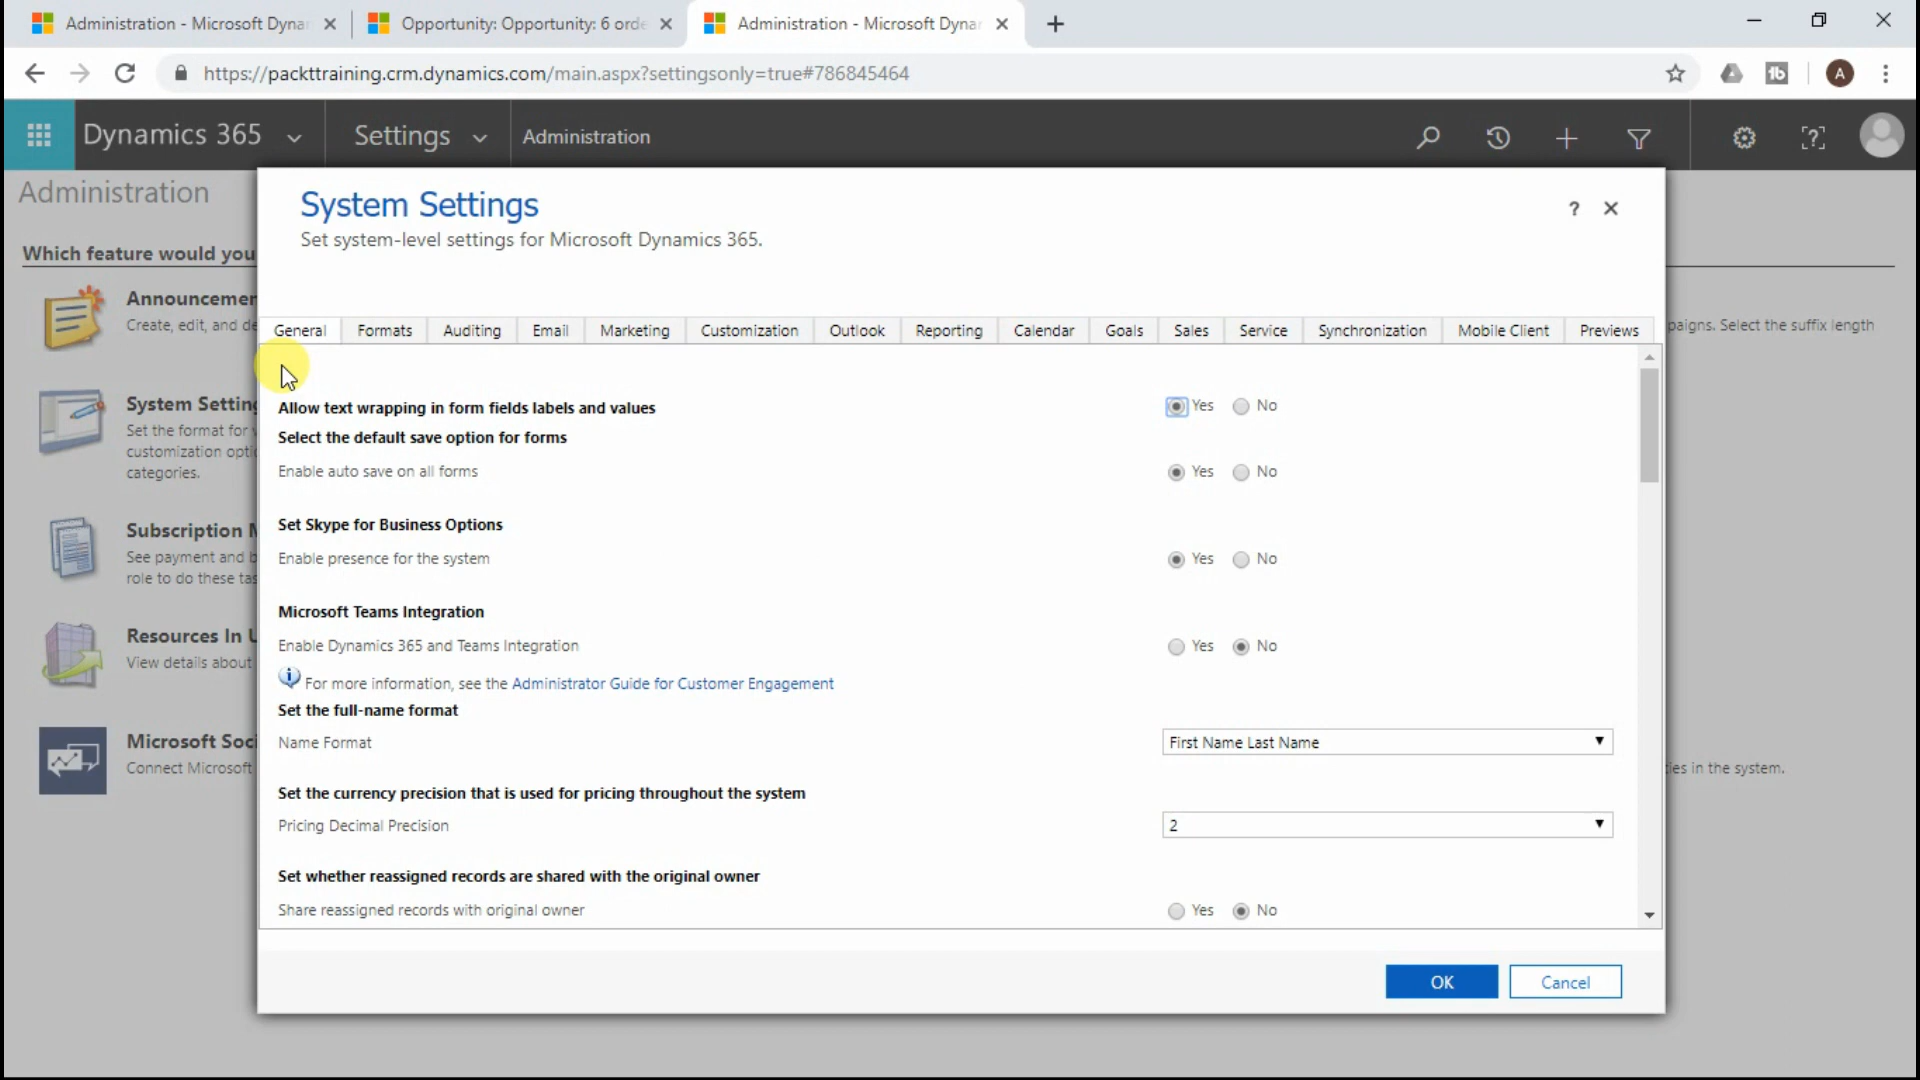 Administration - Microsoft Dynar
Opportunity: Opportunity: 6 orde
Administration - Microsoft Dynar
https://packttraining.crm.dynamics.com/main.aspx?settingsonly=true#786845464
A
Dynamics 365
Settings
Administration
Administration
Which feature would you
Announcemen
Create, edit, and de
paigns. Select the suffix length
System Setting
Set the format for v
customization optio
categories.
Subscription M
See payment and b
role to do these tas
Resources In U
View details about
Microsoft Soci
Connect Microsoft
ties in the system.
System Settings
Set system-level settings for Microsoft Dynamics 365.
?
General Formats Auditing Email Marketing Customization Outlook Reporting Calendar Goals Sales Service Synchronization Mobile Client Previews
Allow text wrapping in form fields labels and values Yes No
Select the default save option for forms
Enable auto save on all forms Yes No
Set Skype for Business Options
Enable presence for the system Yes No
Microsoft Teams Integration
Enable Dynamics 365 and Teams Integration Yes No
For more information, see the Administrator Guide for Customer Engagement
Set the full-name format
Name Format First Name Last Name
Set the currency precision that is used for pricing throughout the system
Pricing Decimal Precision 2
Set whether reassigned records are shared with the original owner
Share reassigned records with original owner Yes No
OK Cancel